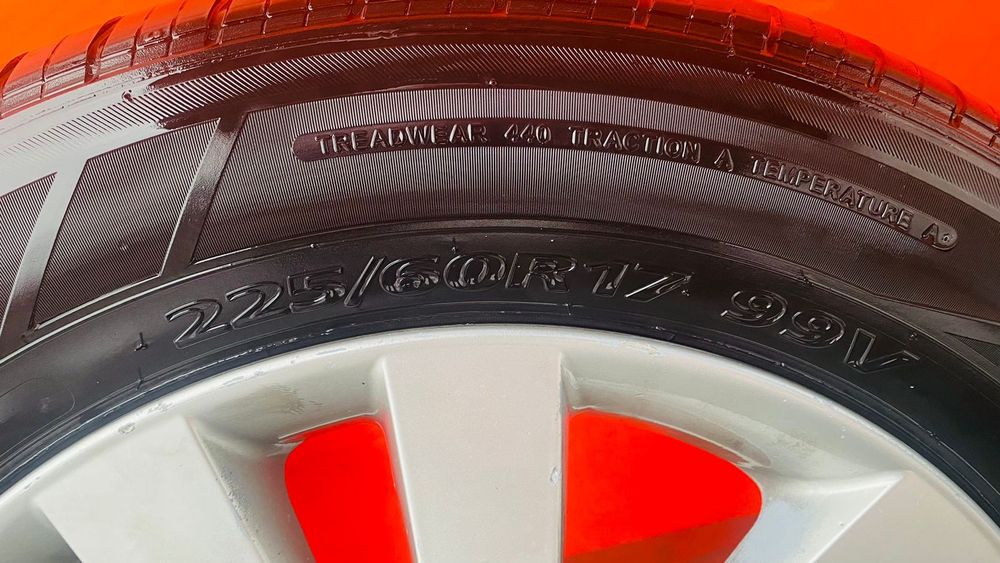 TREADWEAR 440 TRACTION A TEMPERATURE A
225/60R17 99V